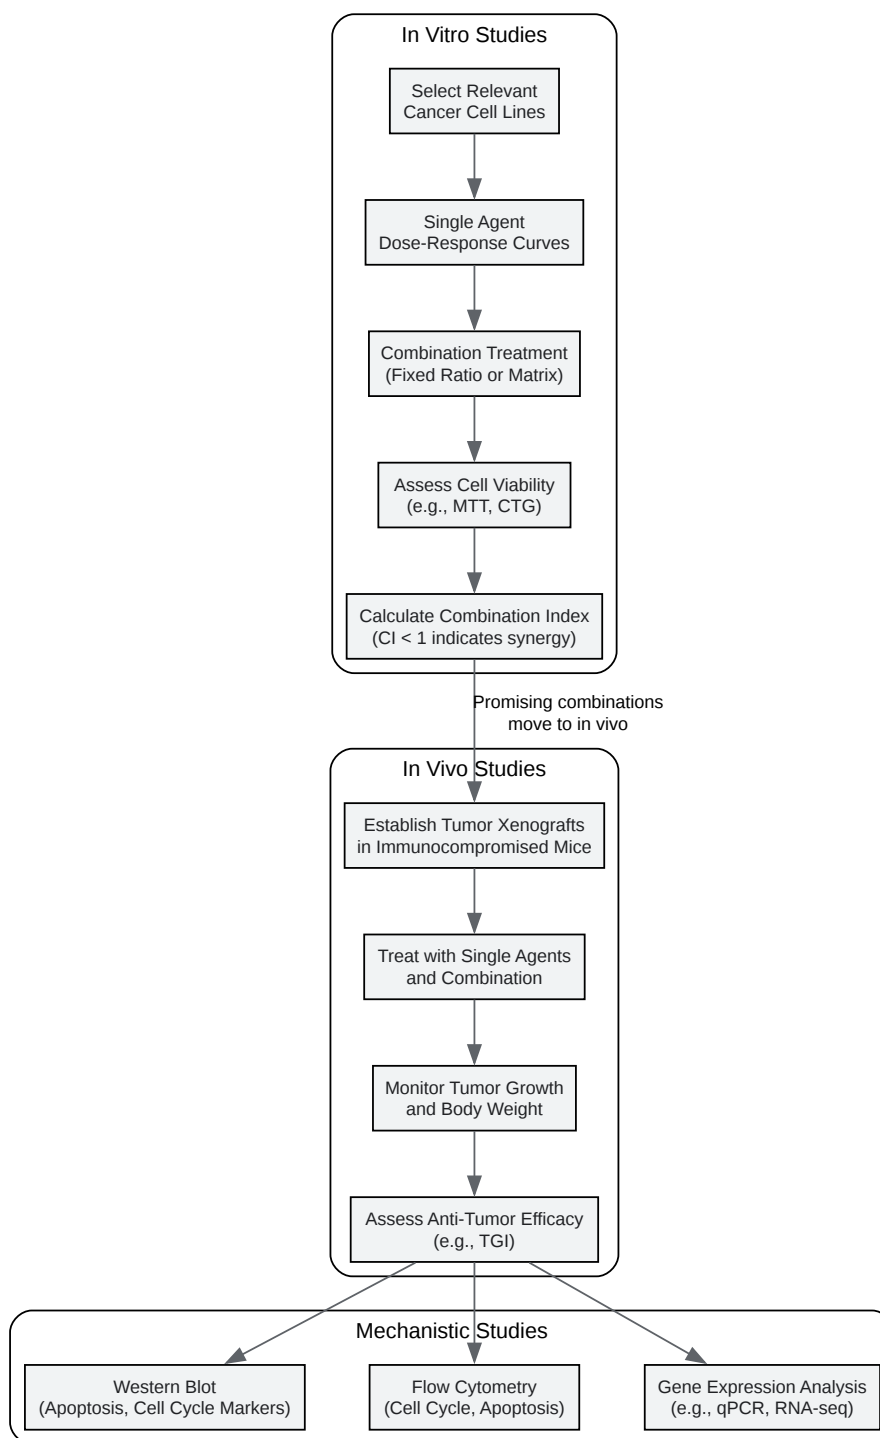 In Vitro Studies
Select Relevant
Cancer Cell Lines
Single Agent
Dose-Response Curves
Combination Treatment
(Fixed Ratio or Matrix)
Assess Cell Viability
(e.g., MTT, CTG)
Calculate Combination Index
(CI < 1 indicates synergy)
Promising combinations
move to in vivo
In Vivo Studies
Establish Tumor Xenografts
in Immunocompromised Mice
Treat with Single Agents
and Combination
Monitor Tumor Growth
and Body Weight
Assess Anti-Tumor Efficacy
(e.g., TGI)
Mechanistic Studies
Western Blot
(Apoptosis, Cell Cycle Markers)
Flow Cytometry
(Cell Cycle, Apoptosis)
Gene Expression Analysis
(e.g., qPCR, RNA-seq)